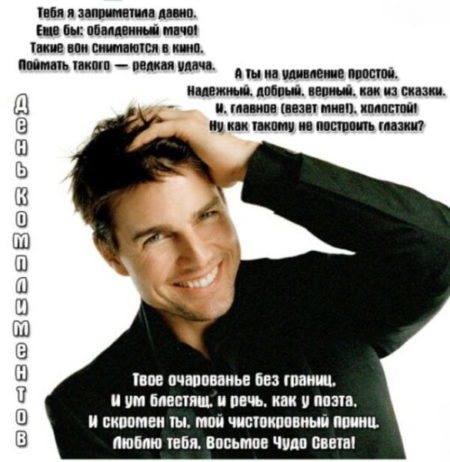 Тебя я заприметила давно.
Еще бы: обалденный мачо!
Такие вон снимаются в кино.
Поймать такого — редкая удача.
А ты на удивление простой.
Надежный, добрый, верный, как из сказки.
И, главное (везет мне!), холостой!
Ну как такому не построить глазки?
День комплиментов
Твое очарованье без границ,
И ум блестящ, и речь, как у поэта,
И скромен ты, мой чистокровный Принц,
Люблю тебя, Восьмое Чудо Света!